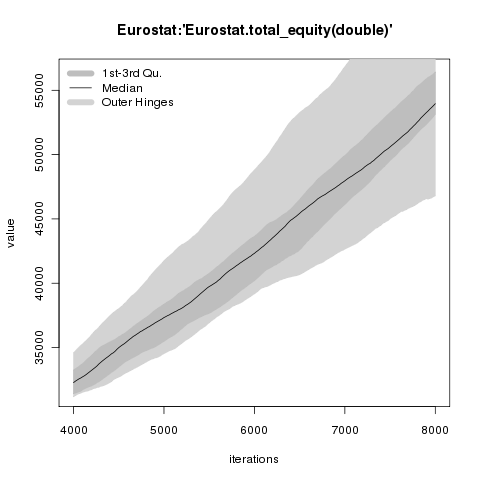 Eurostat:'Eurostat.total_equity(double)'
1st-3rd Qu.
Median
Outer Hinges
55000
50000
45000
40000
35000
value
4000 5000 6000 7000 8000
iterations